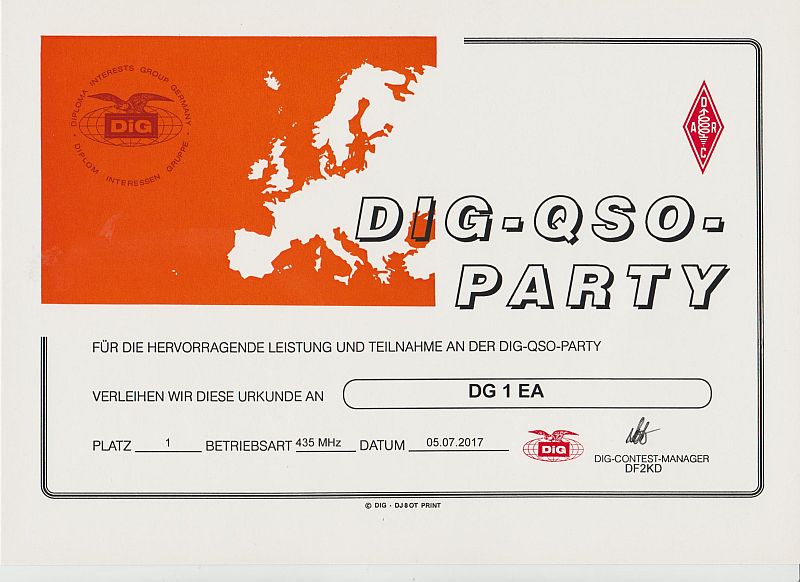 DIPLOMA INTERESTS GROUP GERMANY
DIG
DIPLOM INTERESSEN GRUPPE
D
A R
C
DIG-QSO-
PARTY
FÜR DIE HERVORRAGENDE LEISTUNG UND TEILNAHME AN DER DIG-QSO-PARTY
VERLEIHEN WIR DIESE URKUNDE AN DG 1 EA
PLATZ 1 BETRIEBSART 435 MHz DATUM 05.07.2017
DIG
DIG-CONTEST-MANAGER
DF2KD
© DIG · DJ8OT PRINT